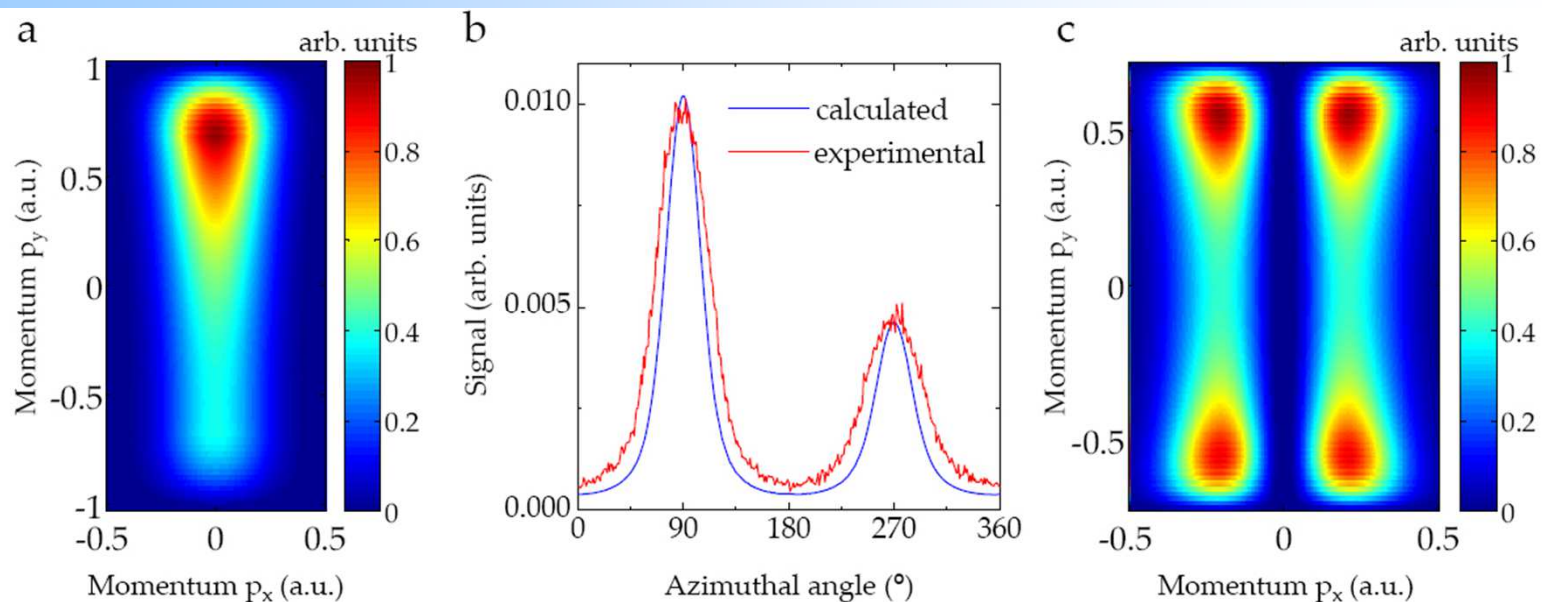 a
arb. units
1
0.8
0.6
0.4
0.2
0
1
0.5
0
-0.5
-1
-0.5 0 0.5
Momentum p_y (a.u.)
Momentum p_x (a.u.)
b
calculated
experimental
0.010
0.005
0.000
0 90 180 270 360
Signal (arb. units)
Azimuthal angle (°)
c
arb. units
1
0.8
0.6
0.4
0.2
0
0.5
0
-0.5
-0.5 0 0.5
Momentum p_y (a.u.)
Momentum p_x (a.u.)